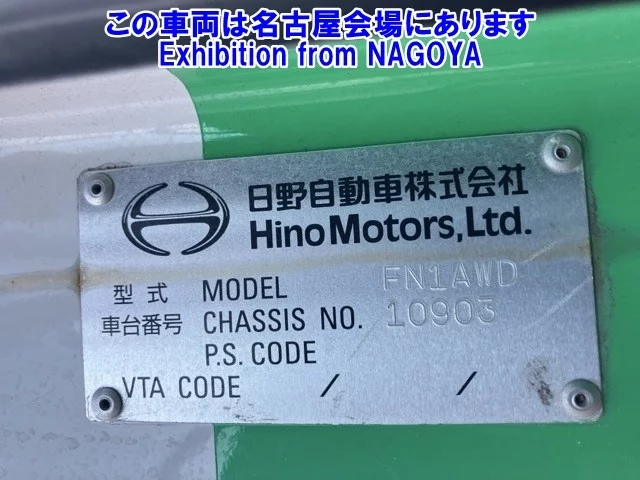 この車両は名古屋会場にあります
Exhibition from NAGOYA
日野自動車株式会社
Hino Motors, Ltd.
型式 MODEL FN1AWD
車台番号 CHASSIS NO. 10903
P.S. CODE
VTA CODE / /